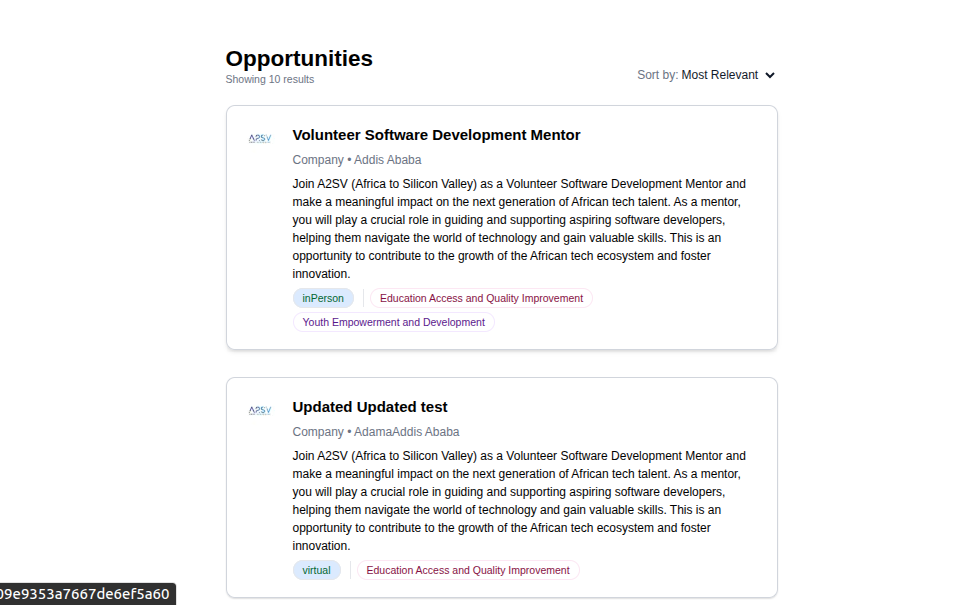 Opportunities
Showing 10 results
Sort by: Most Relevant
A2SV
Volunteer Software Development Mentor
Company • Addis Ababa
Join A2SV (Africa to Silicon Valley) as a Volunteer Software Development Mentor and
make a meaningful impact on the next generation of African tech talent. As a mentor,
you will play a crucial role in guiding and supporting aspiring software developers,
helping them navigate the world of technology and gain valuable skills. This is an
opportunity to contribute to the growth of the African tech ecosystem and foster
innovation.
inPerson
Education Access and Quality Improvement
Youth Empowerment and Development
A2SV
Updated Updated test
Company • AdamaAddis Ababa
Join A2SV (Africa to Silicon Valley) as a Volunteer Software Development Mentor and
make a meaningful impact on the next generation of African tech talent. As a mentor,
you will play a crucial role in guiding and supporting aspiring software developers,
helping them navigate the world of technology and gain valuable skills. This is an
opportunity to contribute to the growth of the African tech ecosystem and foster
innovation.
virtual
Education Access and Quality Improvement
09e9353a7667de6ef5a60